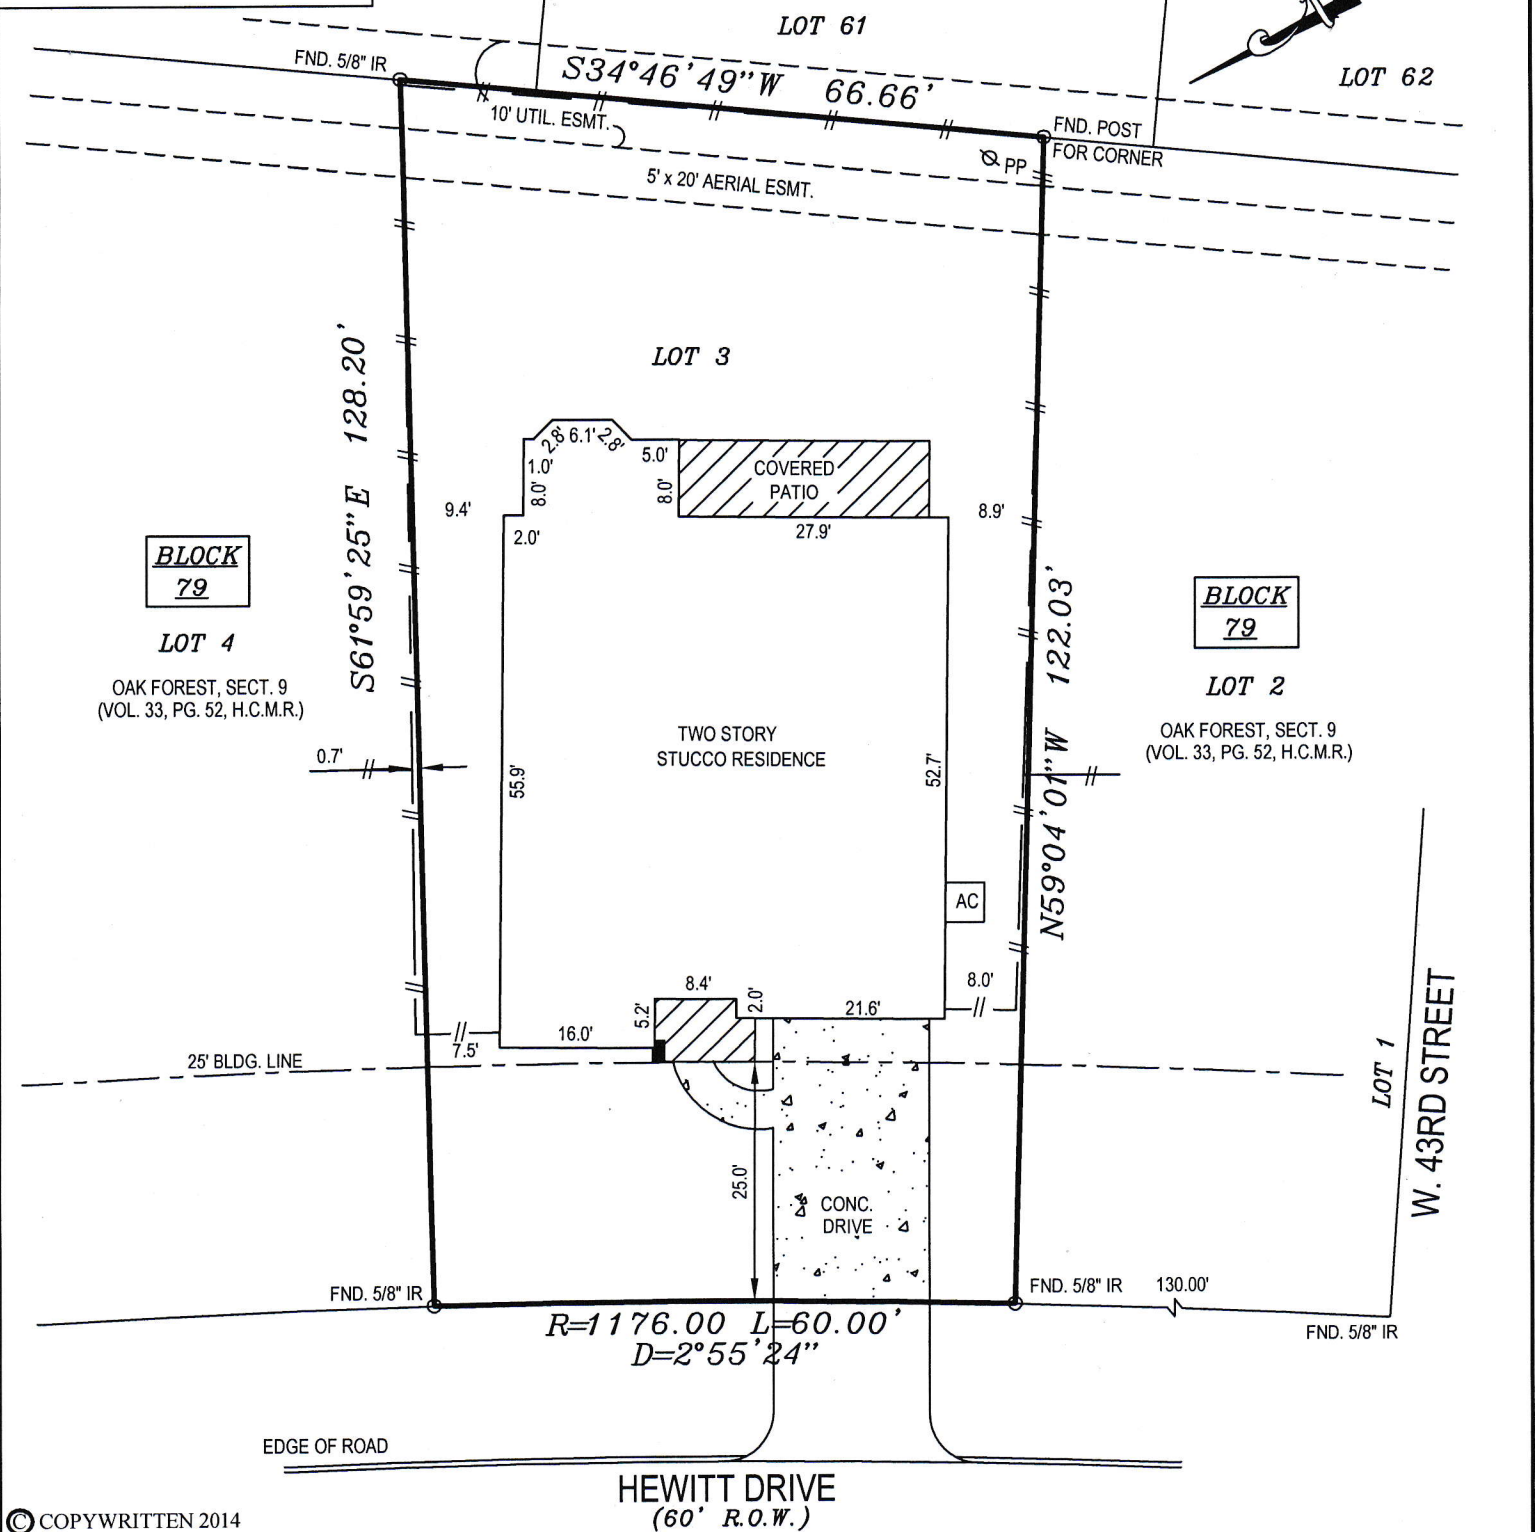 LOT 61
LOT 62
FND. 5/8" IR
S34°46'49"W 66.66'
10' UTIL. ESMT.
FND. POST
FOR CORNER
PP
5' x 20' AERIAL ESMT.
LOT 3
S61°59'25"E 128.20'
2.8'
6.1'
2.8'
1.0'
8.0'
5.0'
8.0'
COVERED
PATIO
9.4'
2.0'
27.9'
8.9'
BLOCK
79
LOT 4
OAK FOREST, SECT. 9
(VOL. 33, PG. 52, H.C.M.R.)
BLOCK
79
LOT 2
OAK FOREST, SECT. 9
(VOL. 33, PG. 52, H.C.M.R.)
N59°04'01"W 122.03'
TWO STORY
STUCCO RESIDENCE
0.7'
55.9'
52.7'
AC
8.4'
2.0'
5.2'
21.6'
8.0'
16.0'
7.5'
25' BLDG. LINE
LOT 1
W. 43RD STREET
25.0'
CONC.
DRIVE
FND. 5/8" IR
FND. 5/8" IR
130.00'
FND. 5/8" IR
R=1176.00 L=60.00'
D=2°55'24"
EDGE OF ROAD
HEWITT DRIVE
(60' R.O.W.)
© COPYWRITTEN 2014